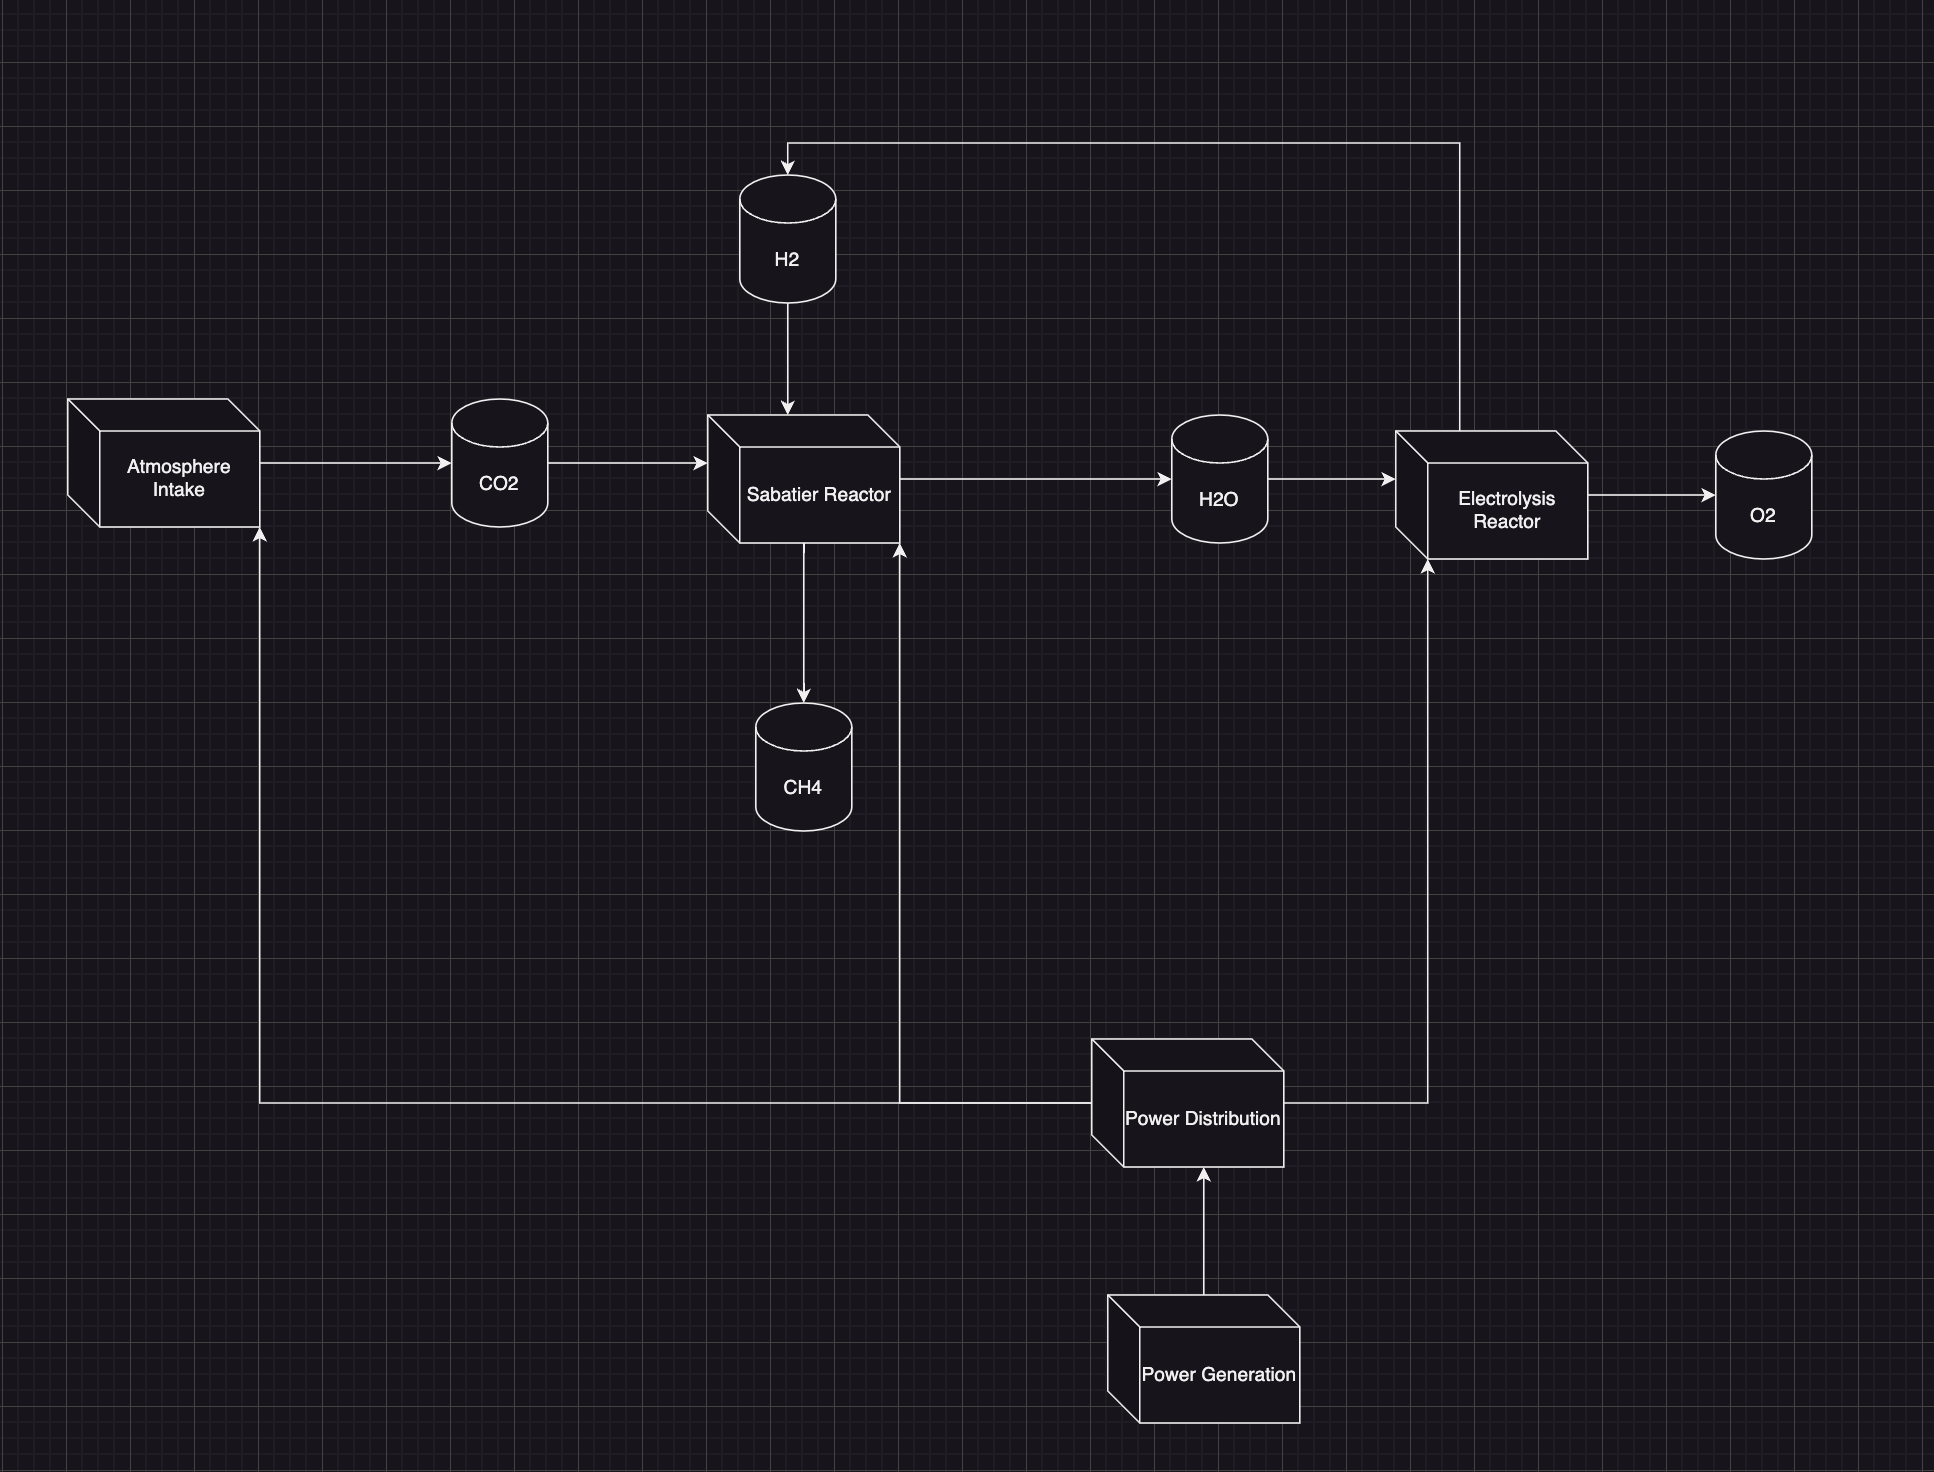 H2
Atmosphere
Intake
CO2
Sabatier Reactor
H2O
Electrolysis
Reactor
O2
CH4
Power Distribution
Power Generation